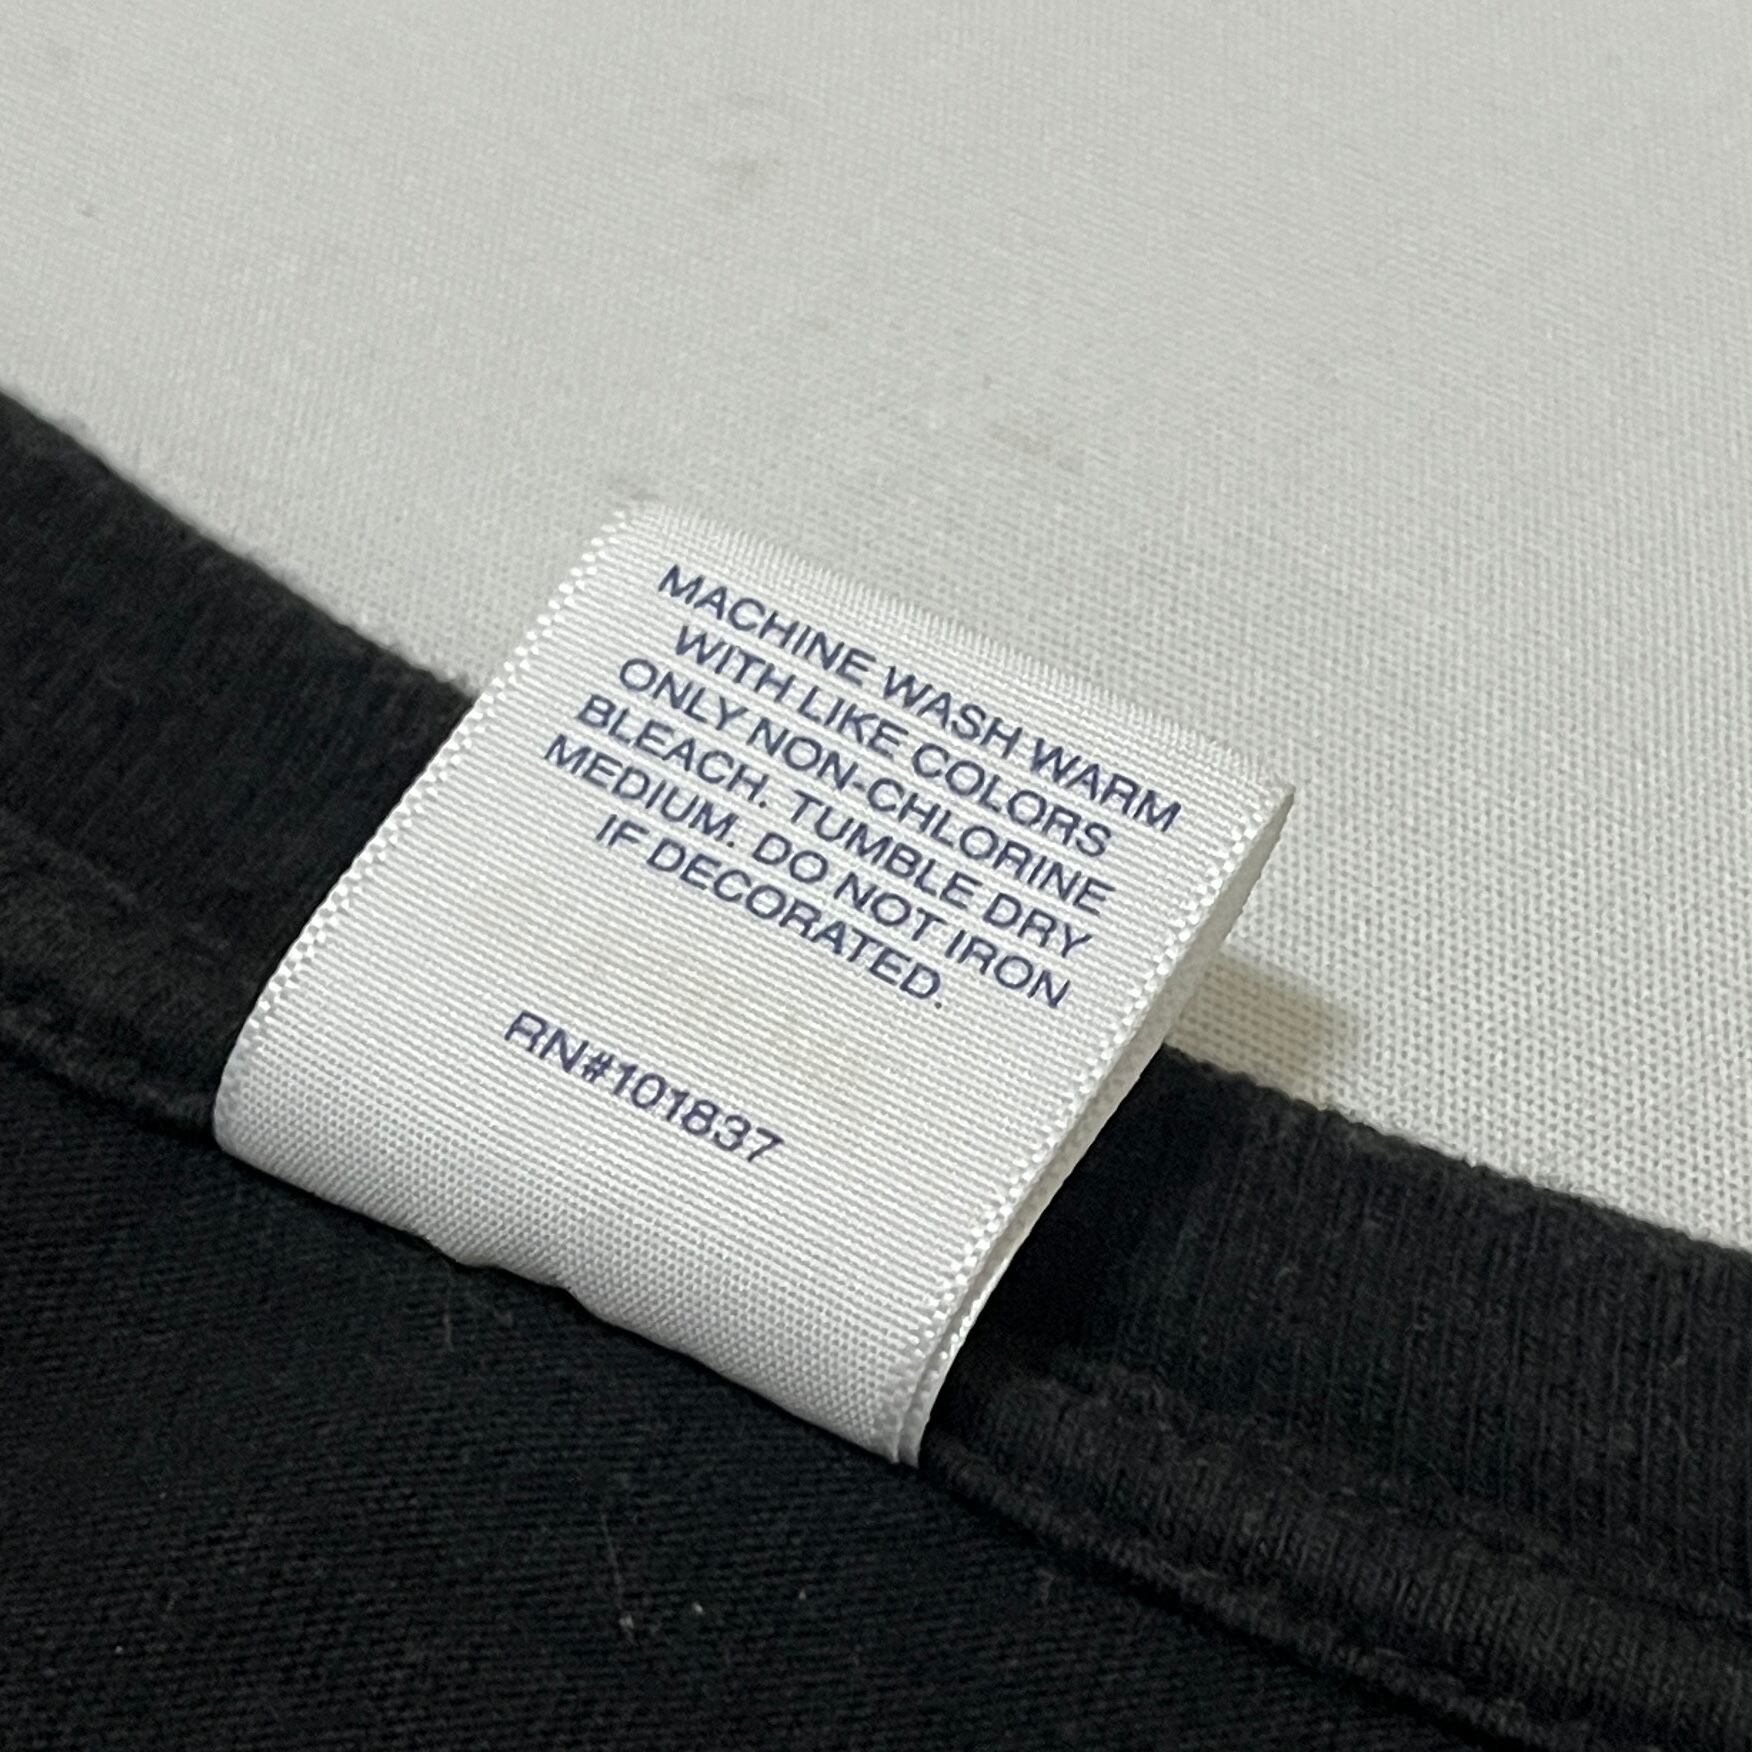 MACHINE WASH WARM
WITH LIKE COLORS
ONLY NON-CHLORINE
BLEACH. TUMBLE DRY
MEDIUM. DO NOT IRON
IF DECORATED.
RN#101837